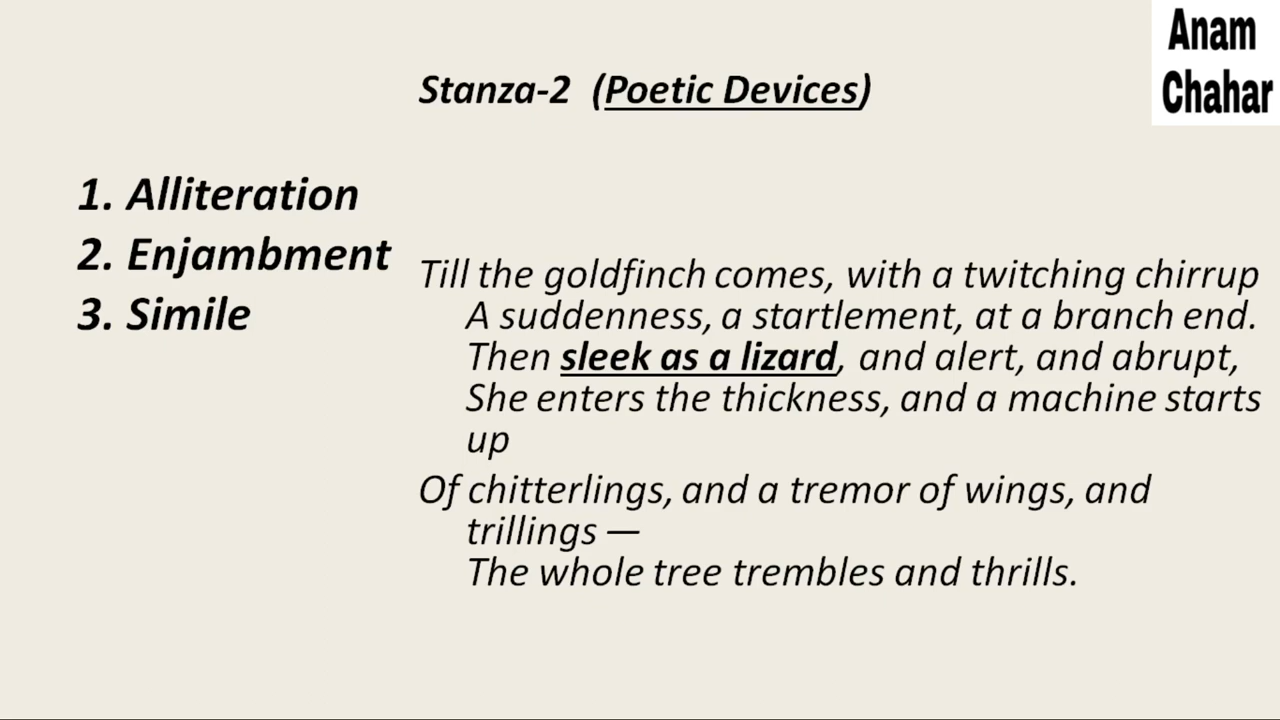 Anam
Chahar
Stanza-2 (Poetic Devices)
1. Alliteration
2. Enjambment
3. Simile
Till the goldfinch comes, with a twitching chirrup
A suddenness, a startlement, at a branch end.
Then sleek as a lizard, and alert, and abrupt,
She enters the thickness, and a machine starts
up
Of chitterlings, and a tremor of wings, and
trillings —
The whole tree trembles and thrills.